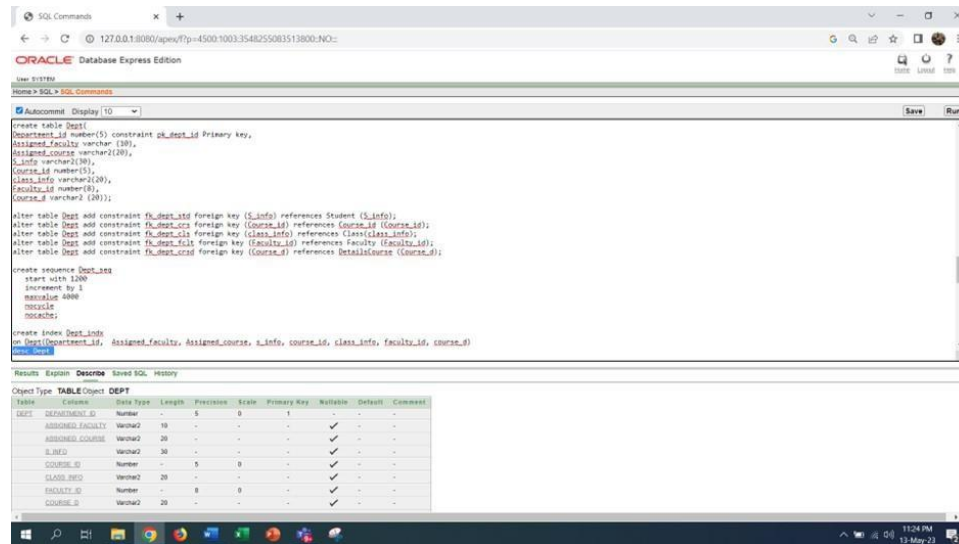 SQL Commands
127.0.0.1:8080/apex/f?p=4500:1003:3548255083513800::NO:::
ORACLE Database Express Edition
Home Logout Help
User: SYSTEM
Home > SQL > SQL Commands
Autocommit Display 10 Save Run
create table Dept(
Department_id number(5) constraint pk_dept_id Primary key,
Assigned_faculty varchar (10),
Assigned_course varchar2(20),
S_info varchar2(30),
Course_id number(5),
class_info varchar2(20),
Faculty_id number(8),
Course_d varchar2 (20));
alter table Dept add constraint fk_dept_std foreign key (S_info) references Student (S_info);
alter table Dept add constraint fk_dept_crs foreign key (Course_id) references Course_id (Course_id);
alter table Dept add constraint fk_dept_cls foreign key (class_info) references Class(class_info);
alter table Dept add constraint fk_dept_fclt foreign key (Faculty_id) references Faculty (Faculty_id);
alter table Dept add constraint fk_dept_crsd foreign key (Course_d) references DetailsCourse (Course_d);
create sequence Dept_seq
start with 1200
increment by 1
maxvalue 4000
nocycle
nocache;
create index Dept_indx
on Dept(Department_id, Assigned_faculty, Assigned_course, s_info, course_id, class_info, faculty_id, course_d)
desc Dept
Results Explain Describe Saved SQL History
Object Type TABLE Object DEPT
Table Column Data Type Length Precision Scale Primary Key Nullable Default Comment
DEPT DEPARTMENT_ID Number - 5 0 1 - - -
ASSIGNED_FACULTY Varchar2 10 - - - ✓ - -
ASSIGNED_COURSE Varchar2 20 - - - ✓ - -
S_INFO Varchar2 30 - - - ✓ - -
COURSE_ID Number - 5 0 - ✓ - -
CLASS_INFO Varchar2 20 - - - ✓ - -
FACULTY_ID Number - 8 0 - ✓ - -
COURSE_D Varchar2 20 - - - ✓ - -
11:24 PM
13-May-23